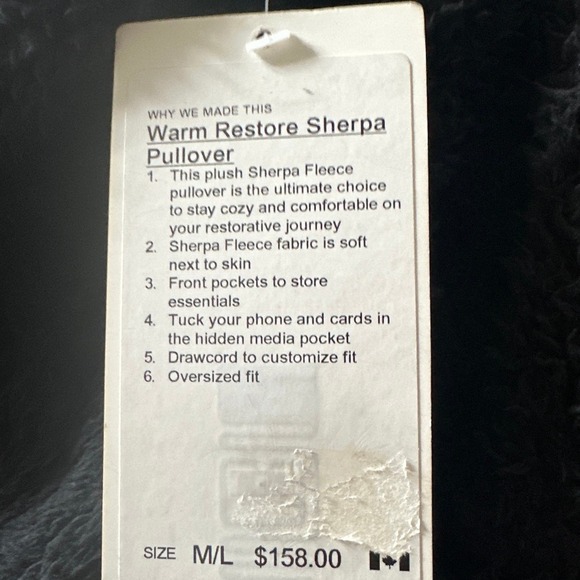 WHY WE MADE THIS
Warm Restore Sherpa
Pullover
1. This plush Sherpa Fleece
pullover is the ultimate choice
to stay cozy and comfortable on
your restorative journey
2. Sherpa Fleece fabric is soft
next to skin
3. Front pockets to store
essentials
4. Tuck your phone and cards in
the hidden media pocket
5. Drawcord to customize fit
6. Oversized fit
SIZE M/L $158.00